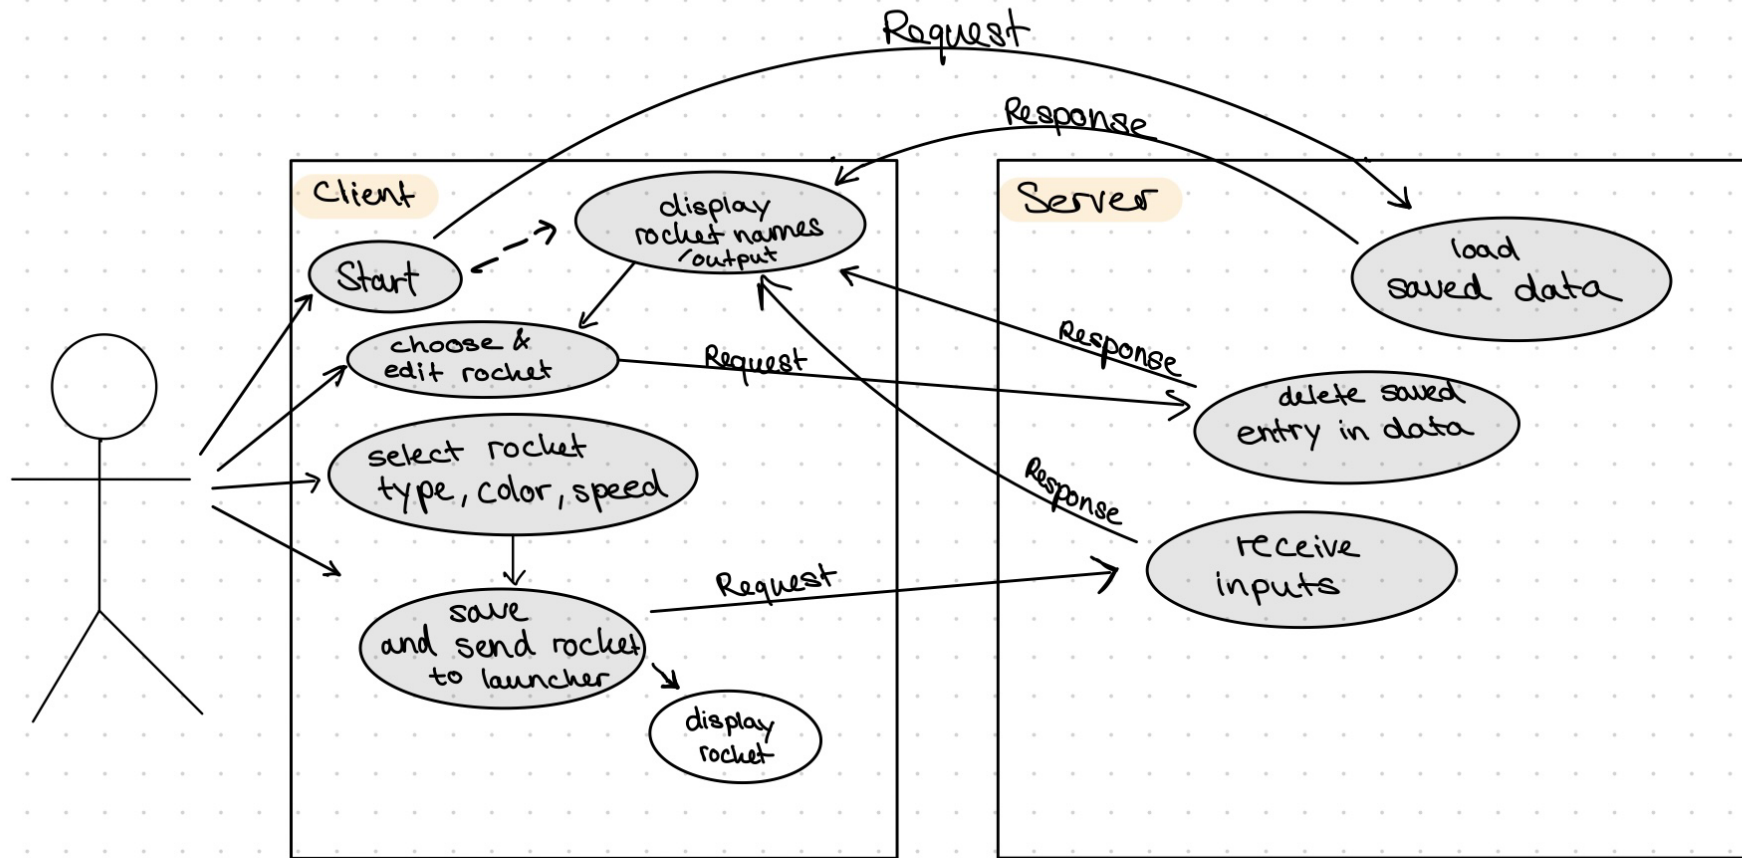 Request
Response
Client
Server
display
rocket names
/output
Start
load
saved data
choose &
edit rocket
Request
Response
delete saved
entry in data
select rocket
type, color, speed
Response
receive
inputs
Request
save
and send rocket
to launcher
display
rocket